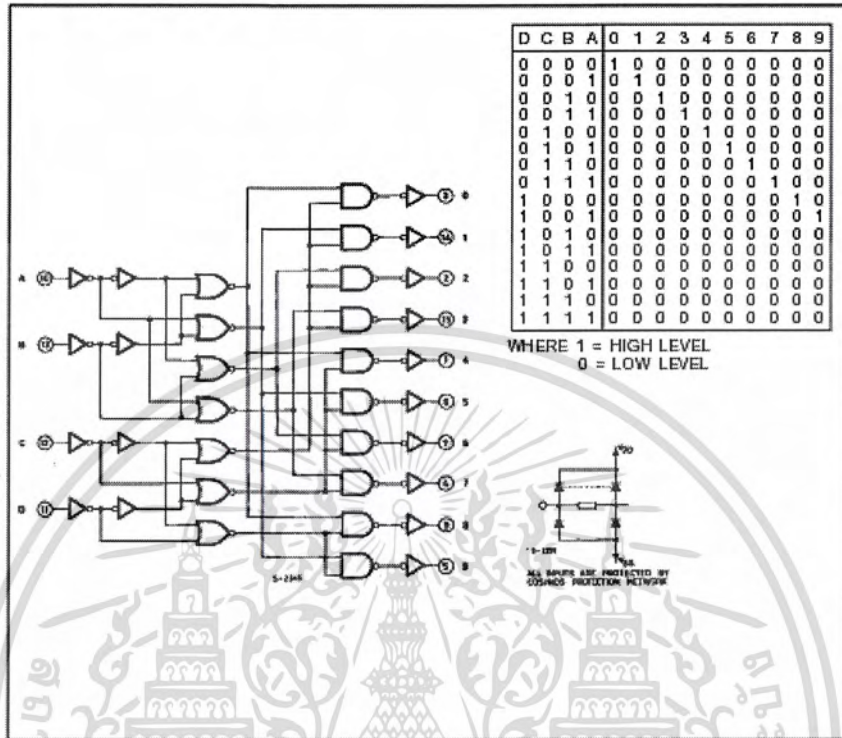 D C B A 0 1 2 3 4 5 6 7 8 9
0 0 0 0 1 0 0 0 0 0 0 0 0 0
0 0 0 1 0 1 0 0 0 0 0 0 0 0
0 0 1 0 0 0 1 0 0 0 0 0 0 0
0 0 1 1 0 0 0 1 0 0 0 0 0 0
0 1 0 0 0 0 0 0 1 0 0 0 0 0
0 1 0 1 0 0 0 0 0 1 0 0 0 0
0 1 1 0 0 0 0 0 0 0 1 0 0 0
0 1 1 1 0 0 0 0 0 0 0 1 0 0
1 0 0 0 0 0 0 0 0 0 0 0 1 0
1 0 0 1 0 0 0 0 0 0 0 0 0 1
1 0 1 0 0 0 0 0 0 0 0 0 0 0
1 0 1 1 0 0 0 0 0 0 0 0 0 0
1 1 0 0 0 0 0 0 0 0 0 0 0 0
1 1 0 1 0 0 0 0 0 0 0 0 0 0
1 1 1 0 0 0 0 0 0 0 0 0 0 0
1 1 1 1 0 0 0 0 0 0 0 0 0 0
WHERE 1 = HIGH LEVEL
0 = LOW LEVEL
3 0
14 1
2 2
A
B
4
5
C
6
7
D 11
ALL INPUTS ARE PROTECTED BY
COS/MOS PROTECTION NETWORK